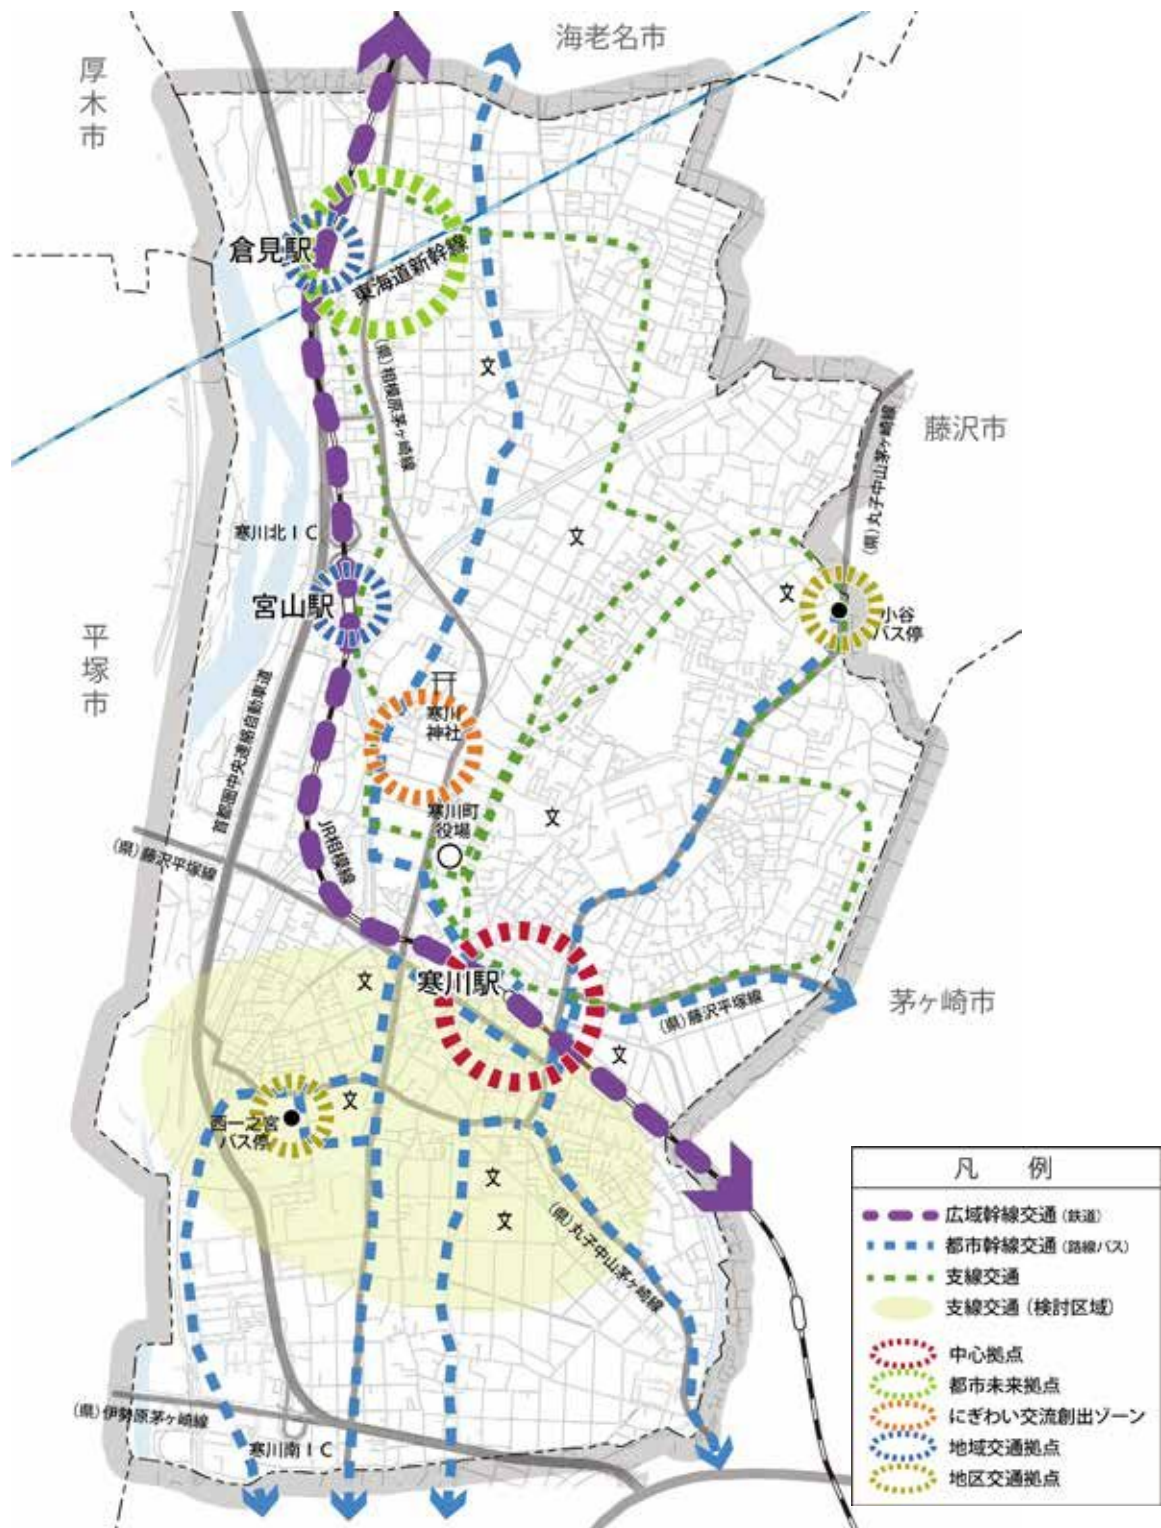 海老名市
厚木市
倉見駅
東海道新幹線
(県)相模原茅ヶ崎線
文
藤沢市
(県)丸子中山茅ヶ崎線
寒川北IC
文
宮山駅
文
小谷
バス停
平塚市
寒川
神社
首都圏中央連絡自動車道
文
寒川町
役場
JR相模線
(県)藤沢平塚線
寒川駅
文
茅ヶ崎市
(県)藤沢平塚線
文
文
西一之宮
バス停
文
文
(県)丸子中山茅ヶ崎線
(県)伊勢原茅ヶ崎線
寒川南IC
凡 例
広域幹線交通(鉄道)
都市幹線交通(路線バス)
支線交通
支線交通(検討区域)
中心拠点
都市未来拠点
にぎわい交流創出ゾーン
地域交通拠点
地区交通拠点